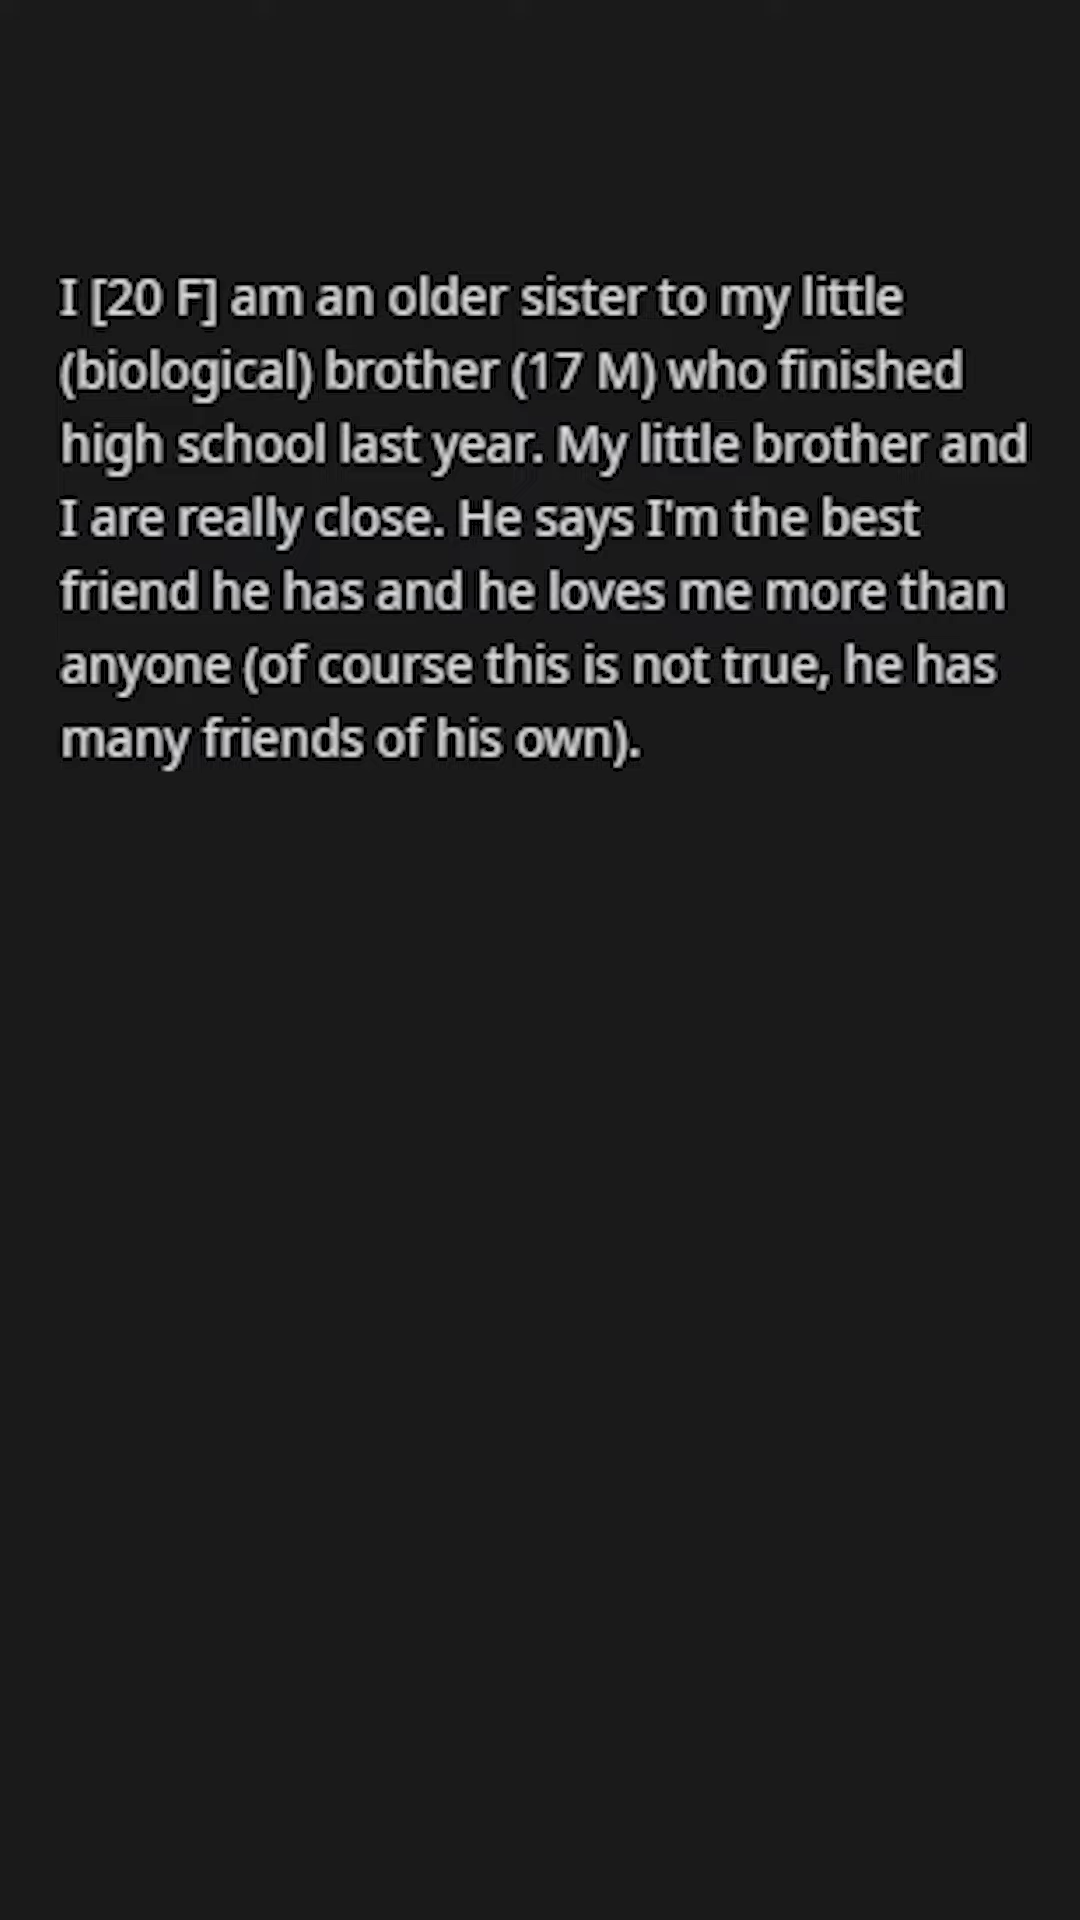 I [20 F] am an older sister to my little
(biological) brother (17 M) who finished
high school last year. My little brother and
I are really close. He says I'm the best
friend he has and he loves me more than
anyone (of course this is not true, he has
many friends of his own).